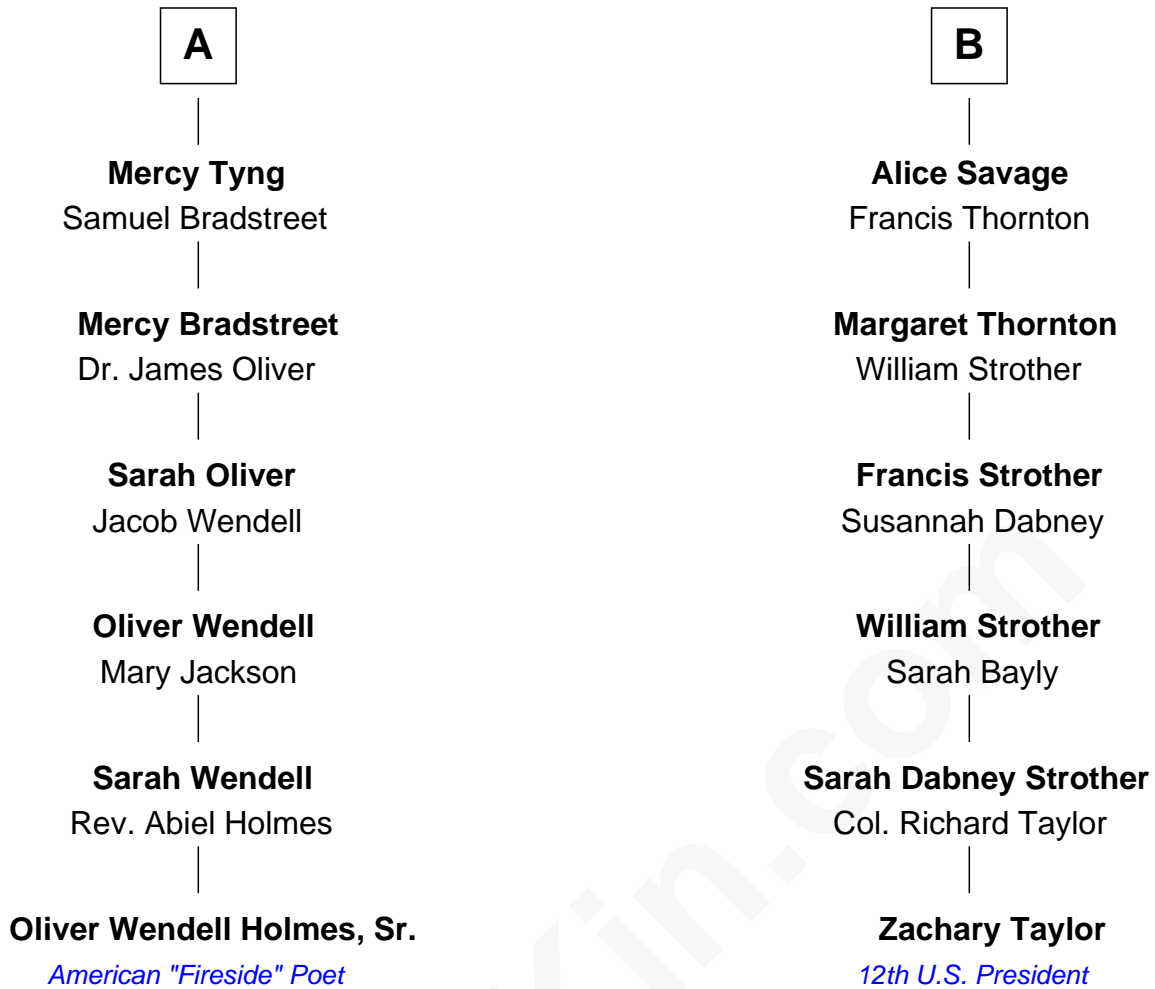 A
Mercy Tyng
Samuel Bradstreet
Mercy Bradstreet
Dr. James Oliver
Sarah Oliver
Jacob Wendell
Oliver Wendell
Mary Jackson
Sarah Wendell
Rev. Abiel Holmes
Oliver Wendell Holmes, Sr.
American "Fireside" Poet
B
Alice Savage
Francis Thornton
Margaret Thornton
William Strother
Francis Strother
Susannah Dabney
William Strother
Sarah Bayly
Sarah Dabney Strother
Col. Richard Taylor
Zachary Taylor
12th U.S. President
Kin.com